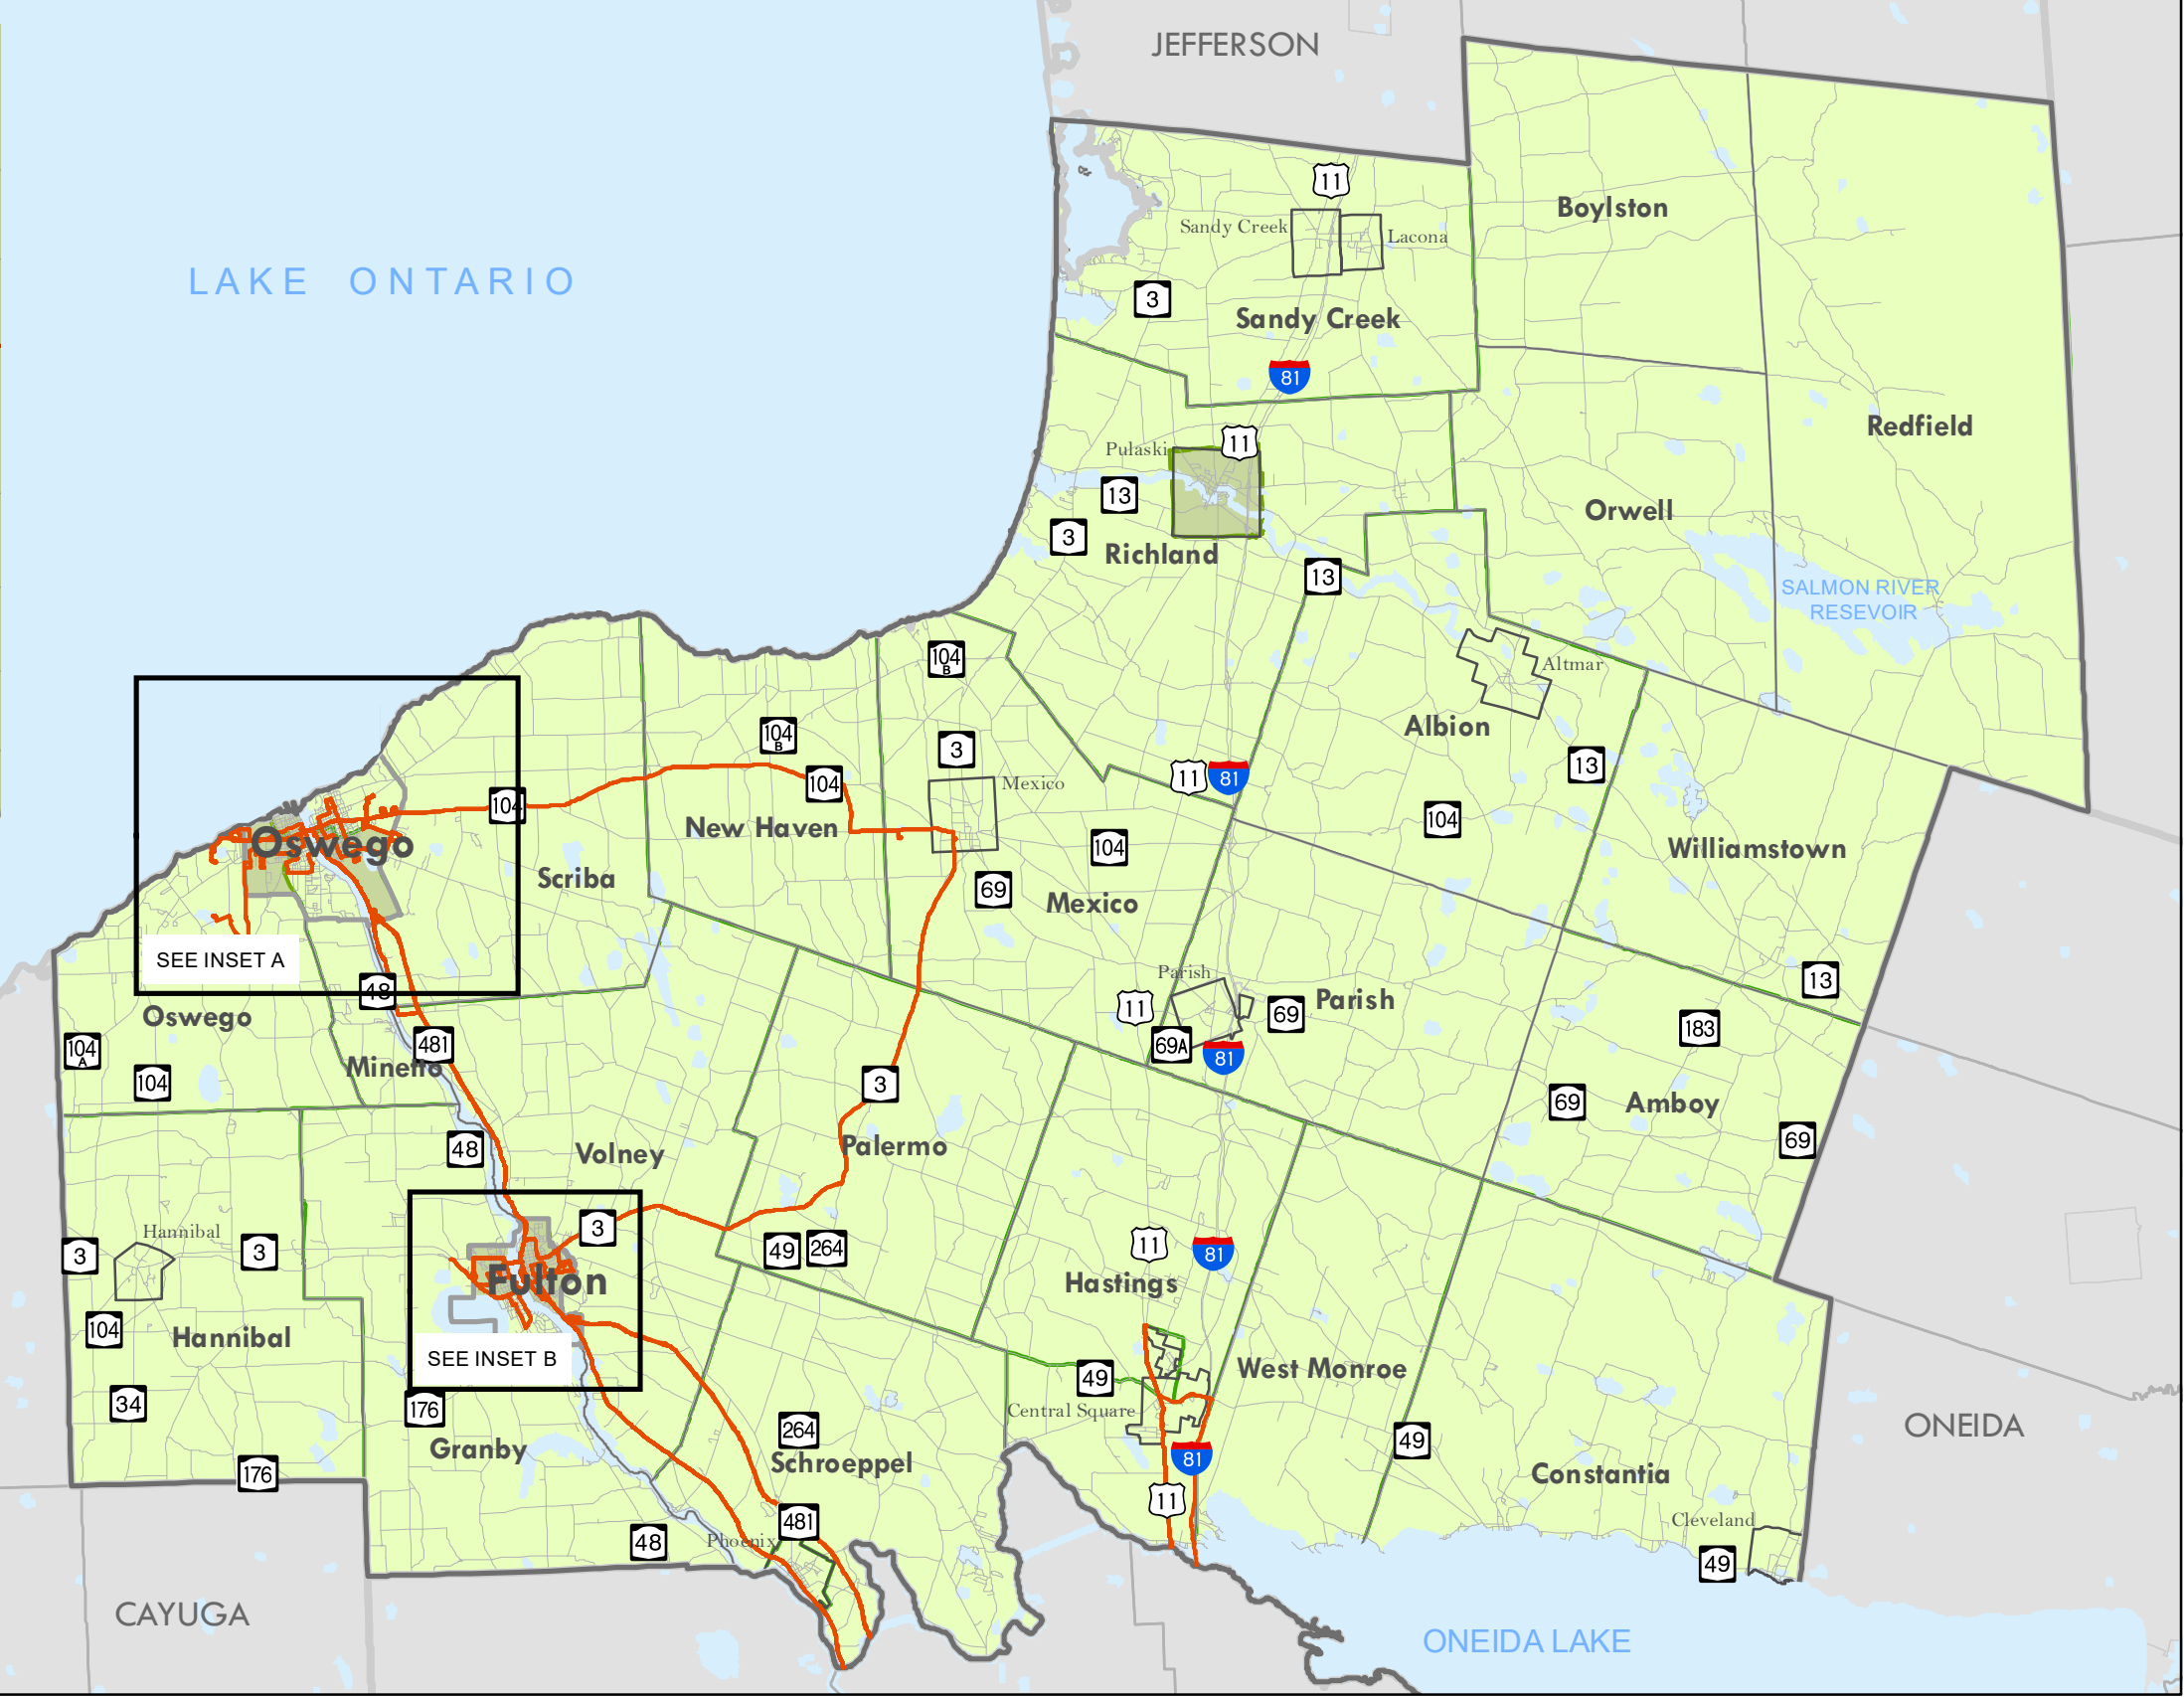 JEFFERSON
11
Boylston
Sandy Creek
Lacona
LAKE ONTARIO
3
Sandy Creek
81
Redfield
11
Pulaski
13
Orwell
3
Richland
13
SALMON RIVER
RESEVOIR
104
B
Altmar
Albion
104
B
3
13
11
81
104
Mexico
104
New Haven
104
104
Oswego
Williamstown
Scriba
69
Mexico
SEE INSET A
Parish
13
48
11
Parish
69
Oswego
183
104
A
481
69A
81
Minetto
104
3
69
Amboy
48
Volney
Palermo
69
Hannibal
3
3
3
49
264
11
81
Fulton
Hastings
104
Hannibal
SEE INSET B
49
West Monroe
34
176
Central Square
264
49
ONEIDA
Granby
Schroeppel
81
176
Constantia
11
481
Cleveland
48
Phoenix
49
CAYUGA
ONEIDA LAKE